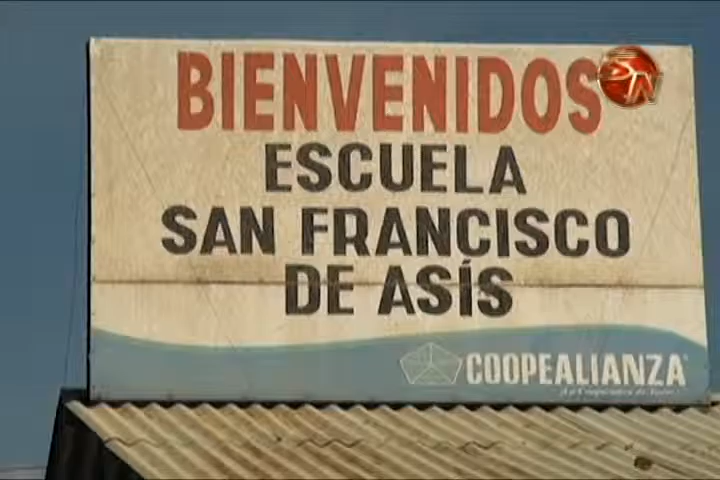 BIENVENIDOS
ESCUELA
SAN FRANCISCO
DE ASÍS
COOPEALIANZA